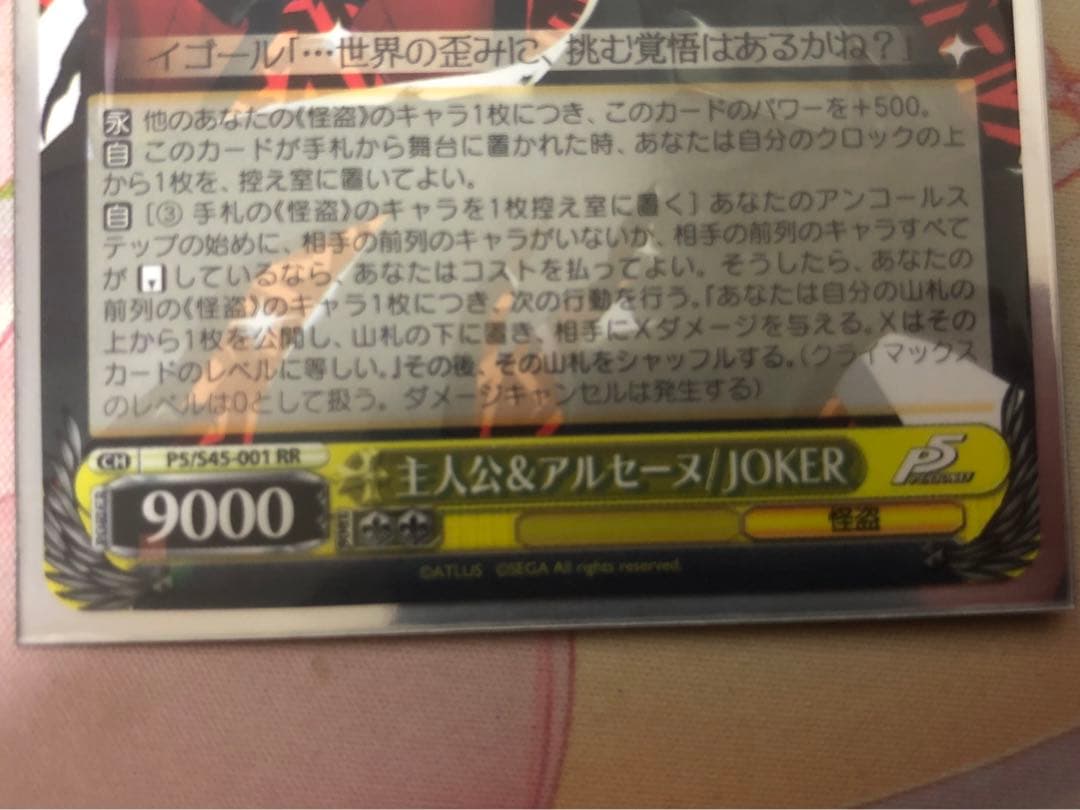 イゴール「…世界の歪みに、挑む覚悟はあるかね？」
永 他のあなたの《怪盗》のキャラ1枚につき、このカードのパワーを＋500。
自 このカードが手札から舞台に置かれた時、あなたは自分のクロックの上
から1枚を、控え室に置いてよい。
自［③ 手札の《怪盗》のキャラを1枚控え室に置く］あなたのアンコールス
テップの始めに、相手の前列のキャラがいないか、相手の前列のキャラすべて
が しているなら、あなたはコストを払ってよい。そうしたら、あなたの
前列の《怪盗》のキャラ1枚につき、次の行動を行う。「あなたは自分の山札の
上から1枚を公開し、山札の下に置き、相手にXダメージを与える。Xはその
カードのレベルに等しい。」その後、その山札をシャッフルする。（クライマックス
のレベルは0として扱う。ダメージキャンセルは発生する）
CH P5/S45-001 RR
主人公&アルセーヌ/JOKER
P5
9000
怪盗
©ATLUS ©SEGA All rights reserved.